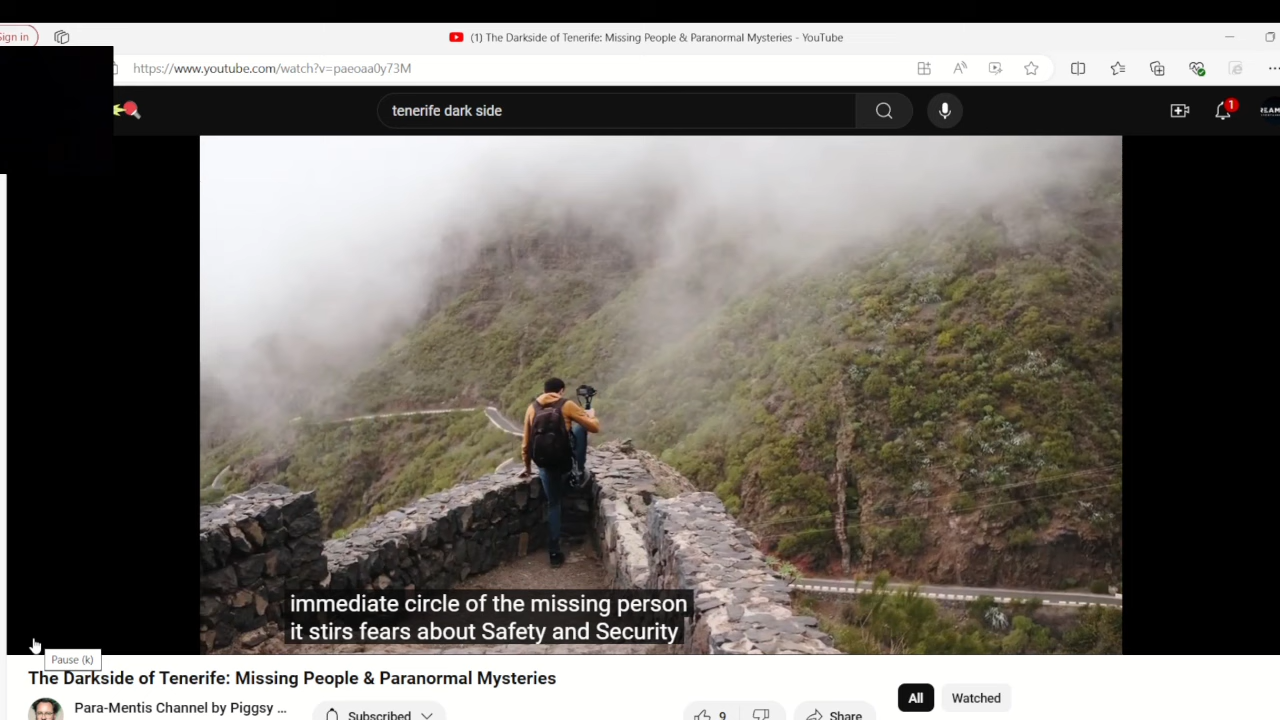 Sign in
(1) The Darkside of Tenerife: Missing People & Paranormal Mysteries - YouTube
https://www.youtube.com/watch?v=paeoaa0y73M
tenerife dark side
1
immediate circle of the missing person
it stirs fears about Safety and Security
Pause (k)
The Darkside of Tenerife: Missing People & Paranormal Mysteries
Para-Mentis Channel by Piggsy ...
Subscribed
9
Share
All
Watched